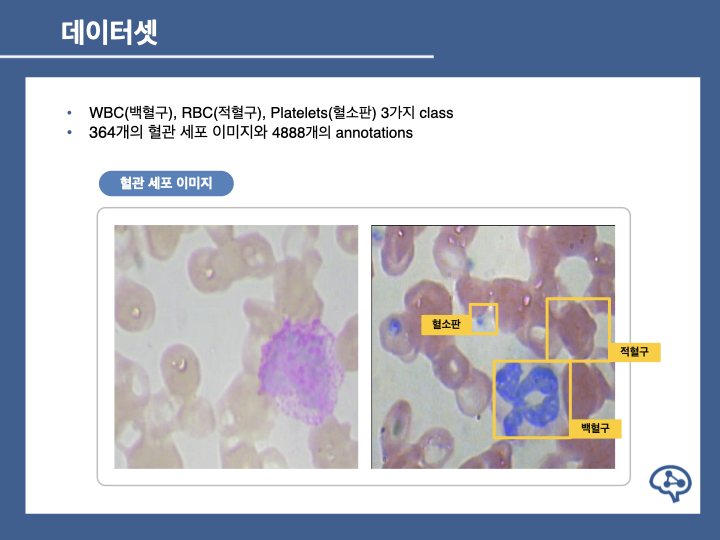 데이터셋
WBC(백혈구), RBC(적혈구), Platelets(혈소판) 3가지 class
364개의 혈관 세포 이미지와 4888개의 annotations
혈관 세포 이미지
혈소판
적혈구
백혈구